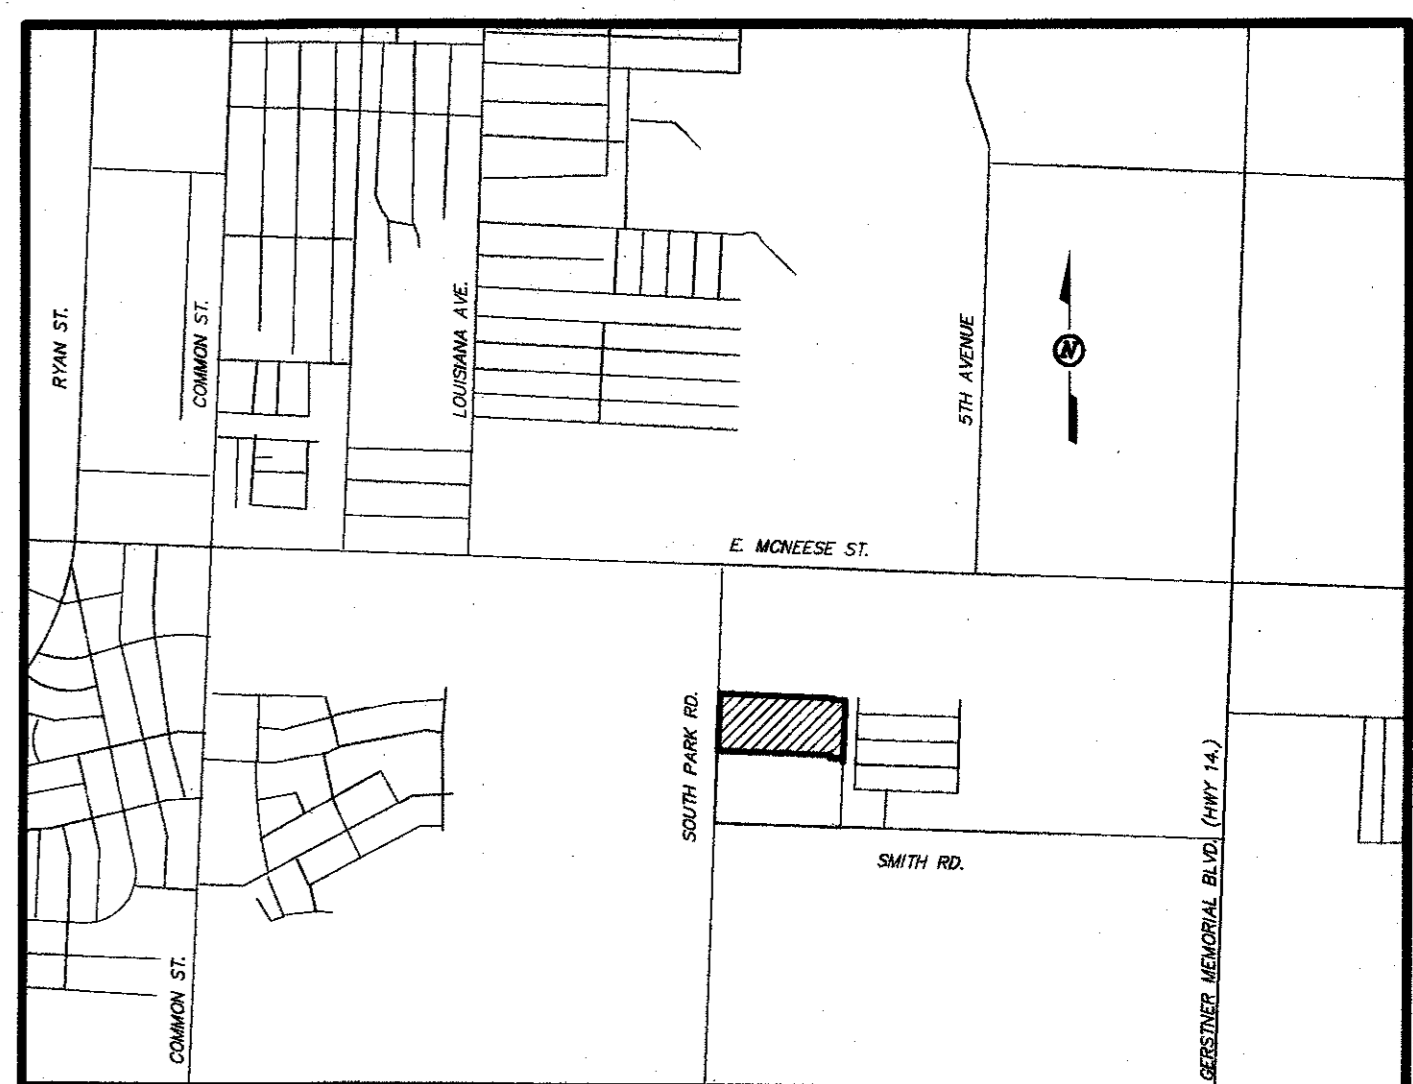 RYAN ST.
COMMON ST.
LOUISIANA AVE.
5TH AVENUE
N
E. MCNEESE ST.
SOUTH PARK RD.
SMITH RD.
GERSTNER MEMORIAL BLVD. (HWY 14.)
COMMON ST.